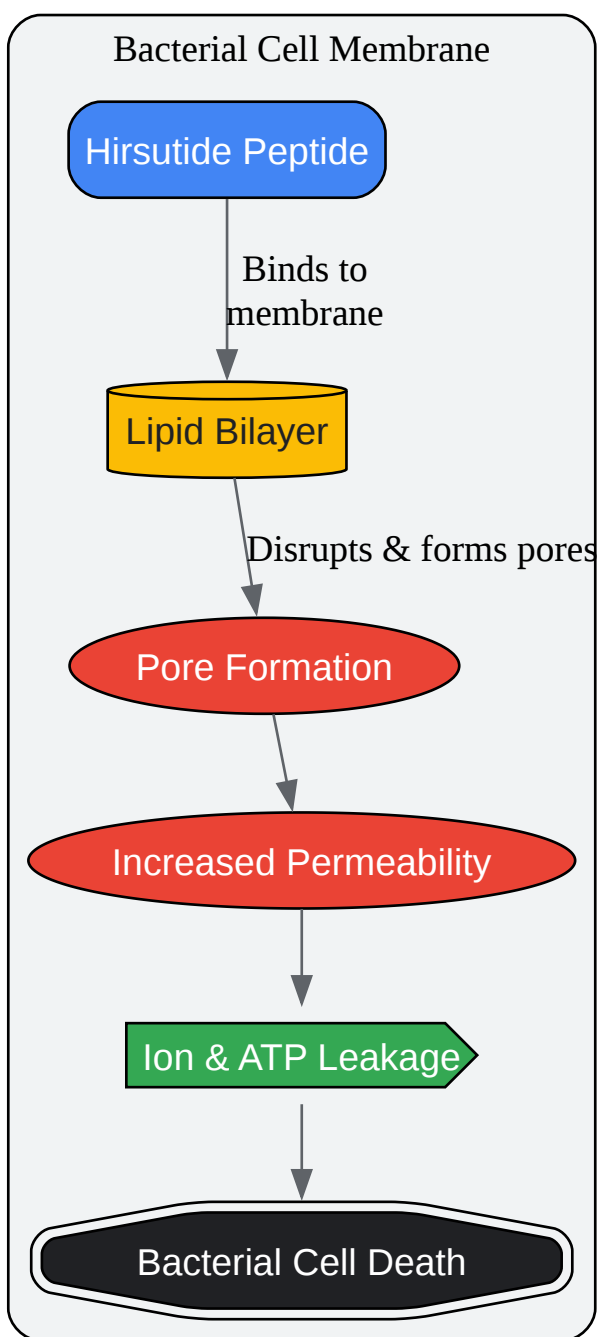 Bacterial Cell Membrane
Hirsutide Peptide
Binds to
membrane
Lipid Bilayer
Disrupts & forms pores
Pore Formation
Increased Permeability
Ion & ATP Leakage
Bacterial Cell Death